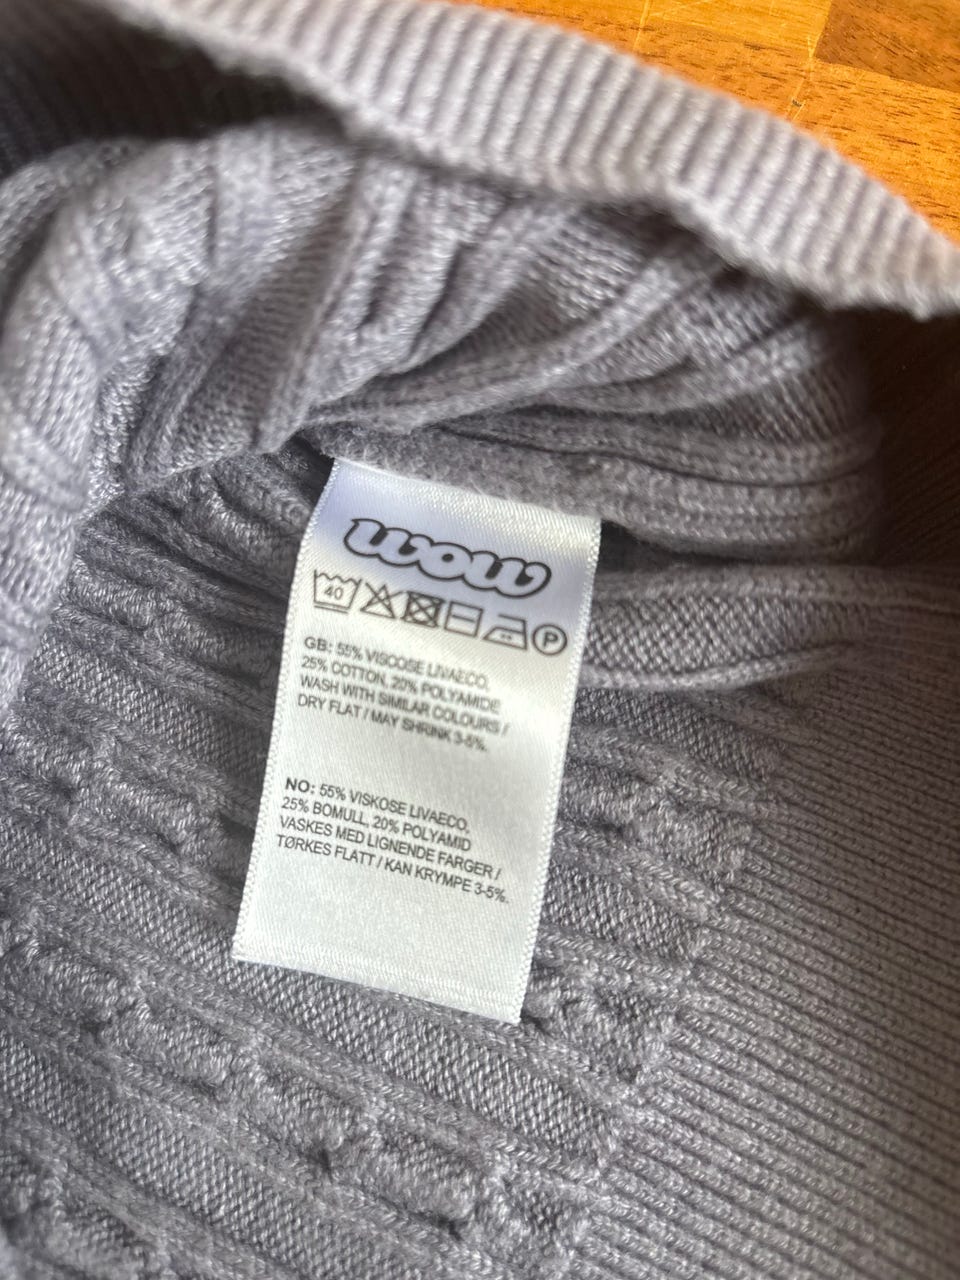 wow
40
P
GB: 55% VISCOSE LIVAECO,
25% COTTON, 20% POLYAMIDE
WASH WITH SIMILAR COLOURS /
DRY FLAT / MAY SHRINK 3-5%.
NO: 55% VISKOSE LIVAECO,
25% BOMULL, 20% POLYAMID
VASKES MED LIGNENDE FARGER /
TØRKES FLATT / KAN KRYMPE 3-5%.